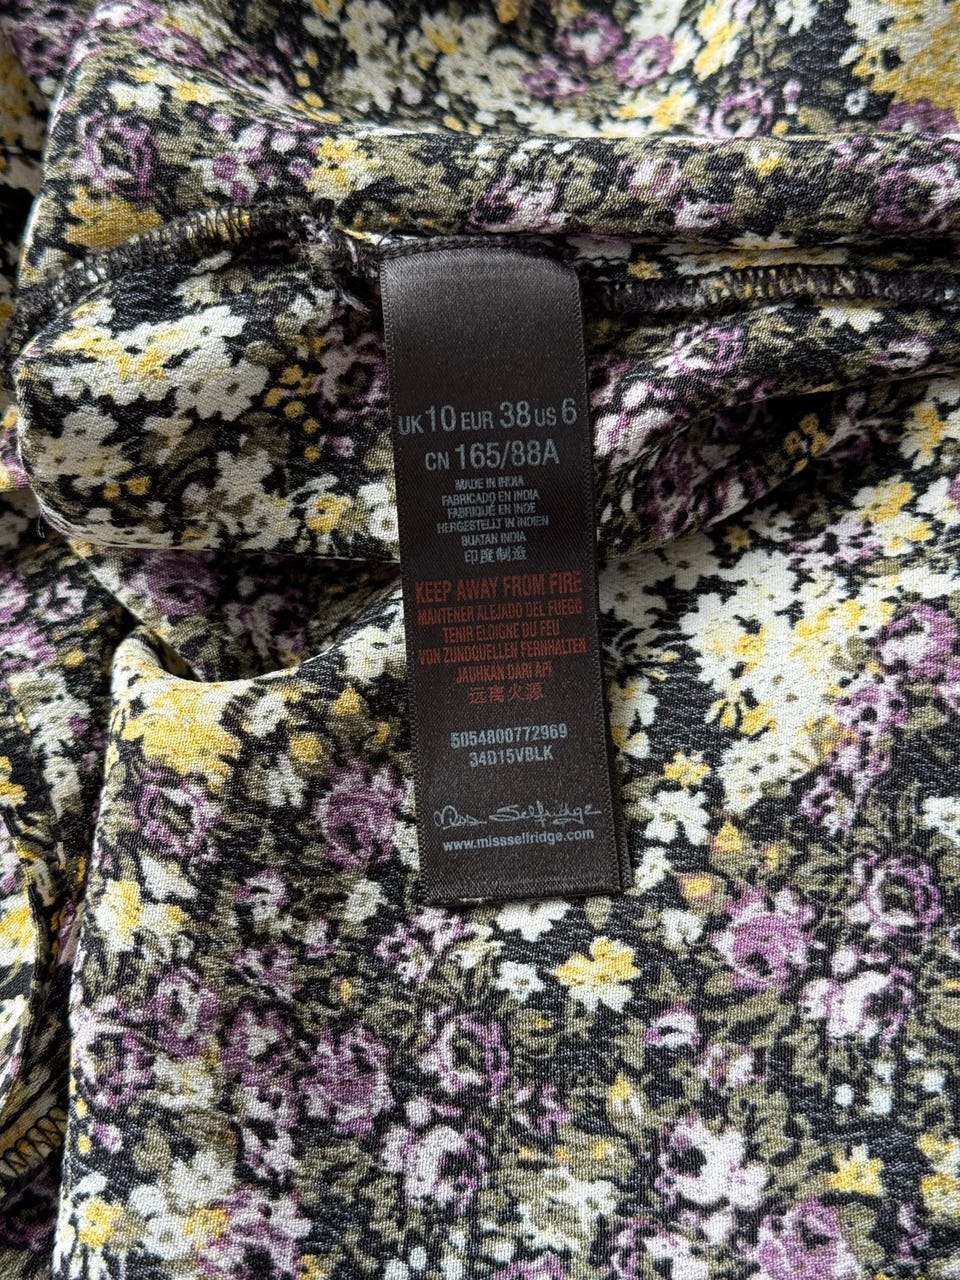 UK 10 EUR 38 US 6
CN 165/88A
MADE IN INDIA
FABRICADO EN INDIA
FABRIQUÉ EN INDE
HERGESTELLT IN INDIEN
BUATAN INDIA
印度制造
KEEP AWAY FROM FIRE
MANTENER ALEJADO DEL FUEGO
TENIR ELOIGNE DU FEU
VON ZUNDQUELLEN FERNHALTEN
JAUHKAN DARI API
远离火源
5054800772969
34D15VBLK
Miss Selfridge
www.missselfridge.com